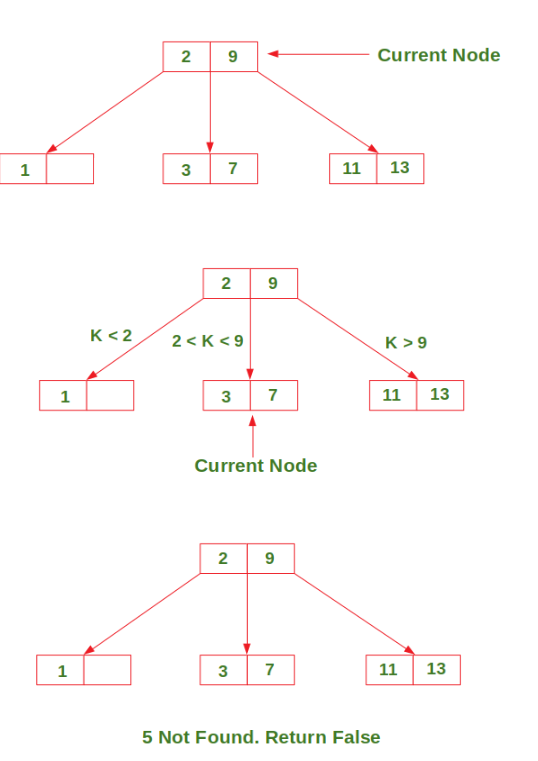 2 9 Current Node
1 3 7 11 13
2 9
K < 2 2 < K < 9 K > 9
1 3 7 11 13
Current Node
2 9
1 3 7 11 13
5 Not Found. Return False